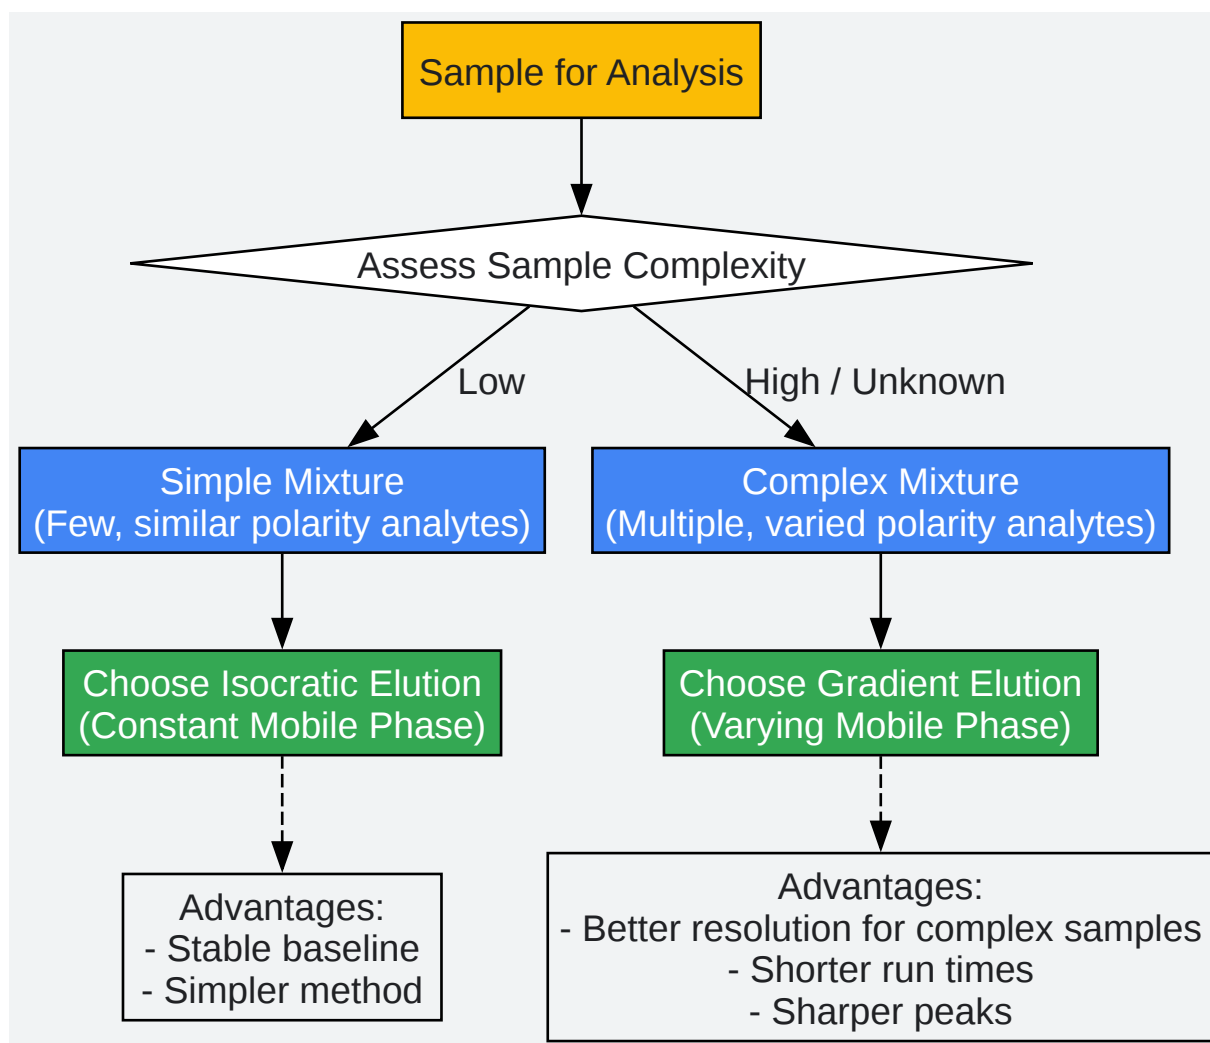 Sample for Analysis
Assess Sample Complexity
Low
High / Unknown
Simple Mixture
(Few, similar polarity analytes)
Complex Mixture
(Multiple, varied polarity analytes)
Choose Isocratic Elution
(Constant Mobile Phase)
Choose Gradient Elution
(Varying Mobile Phase)
Advantages:
- Stable baseline
- Simpler method
Advantages:
- Better resolution for complex samples
- Shorter run times
- Sharper peaks